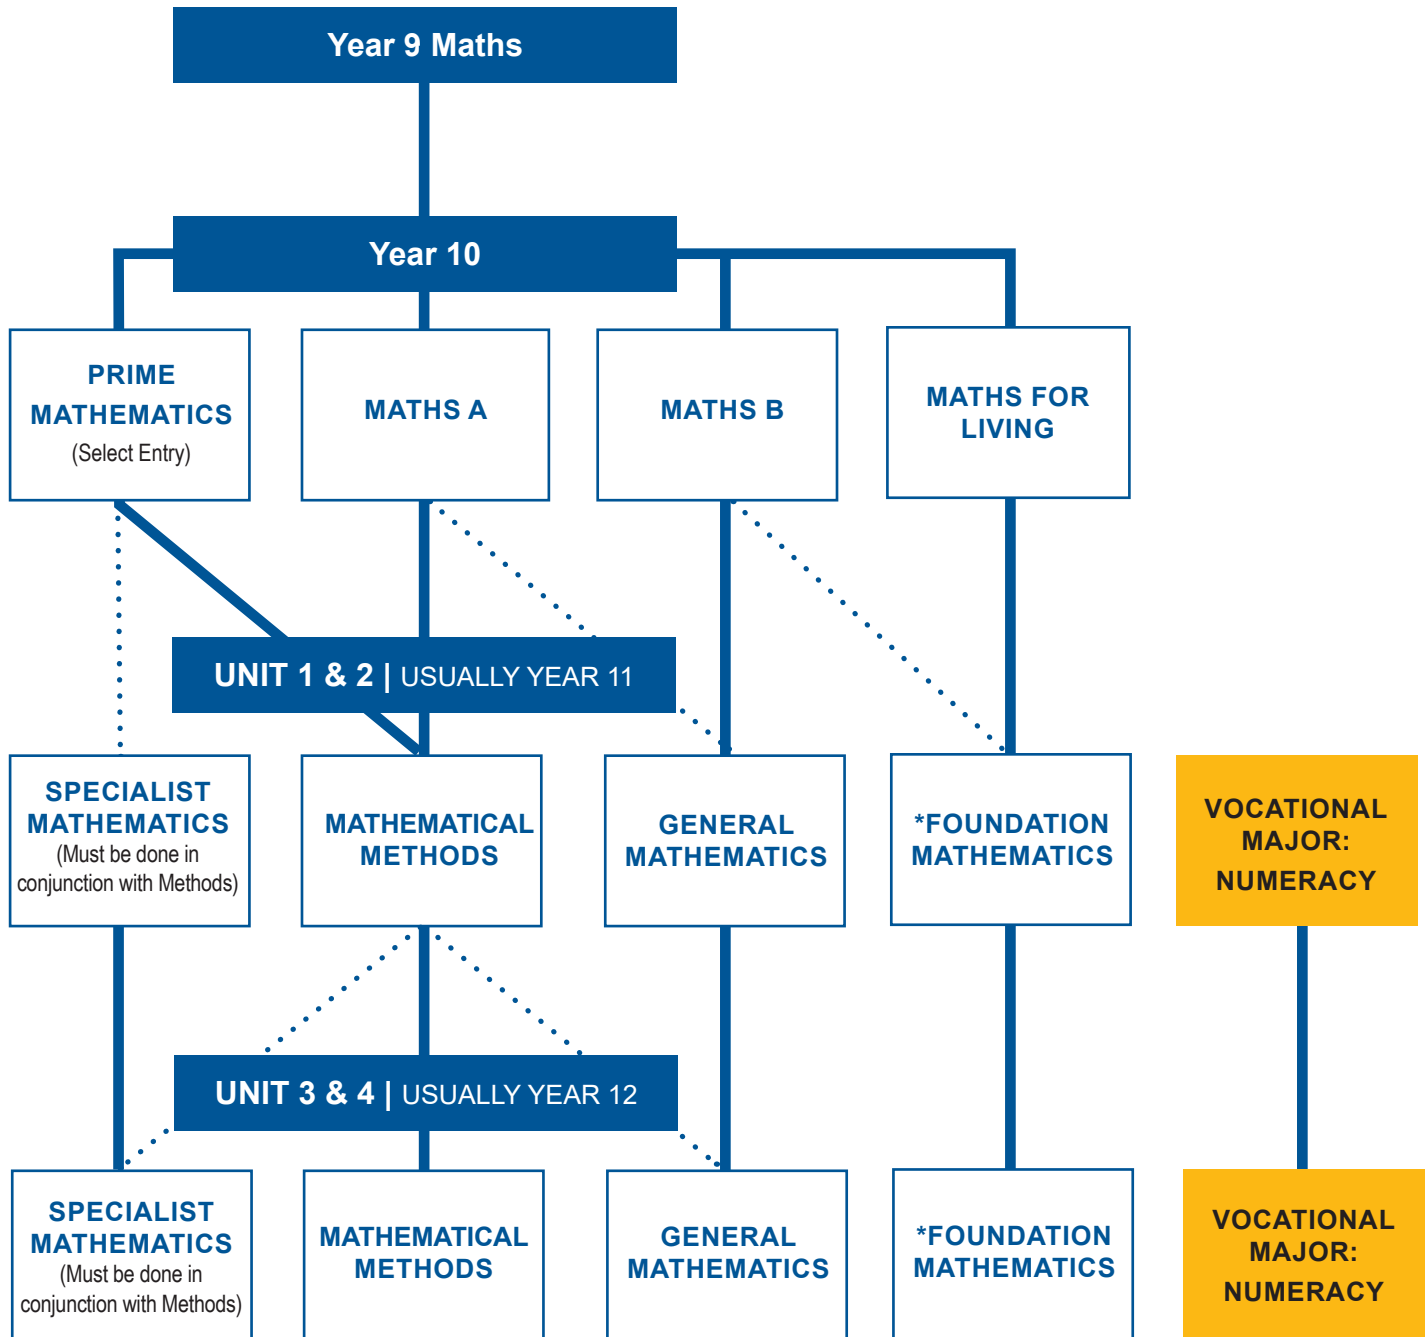 Year 9 Maths
Year 10
PRIME
MATHEMATICS
(Select Entry)
MATHS A
MATHS B
MATHS FOR
LIVING
UNIT 1 & 2 | USUALLY YEAR 11
SPECIALIST
MATHEMATICS
(Must be done in
conjunction with Methods)
MATHEMATICAL
METHODS
GENERAL
MATHEMATICS
*FOUNDATION
MATHEMATICS
VOCATIONAL
MAJOR:
NUMERACY
UNIT 3 & 4 | USUALLY YEAR 12
SPECIALIST
MATHEMATICS
(Must be done in
conjunction with Methods)
MATHEMATICAL
METHODS
GENERAL
MATHEMATICS
*FOUNDATION
MATHEMATICS
VOCATIONAL
MAJOR:
NUMERACY